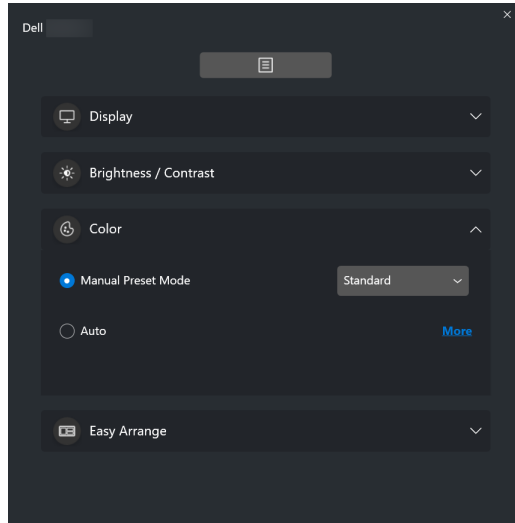 Dell
Display
Brightness / Contrast
Color
Manual Preset Mode Standard
Auto More
Easy Arrange